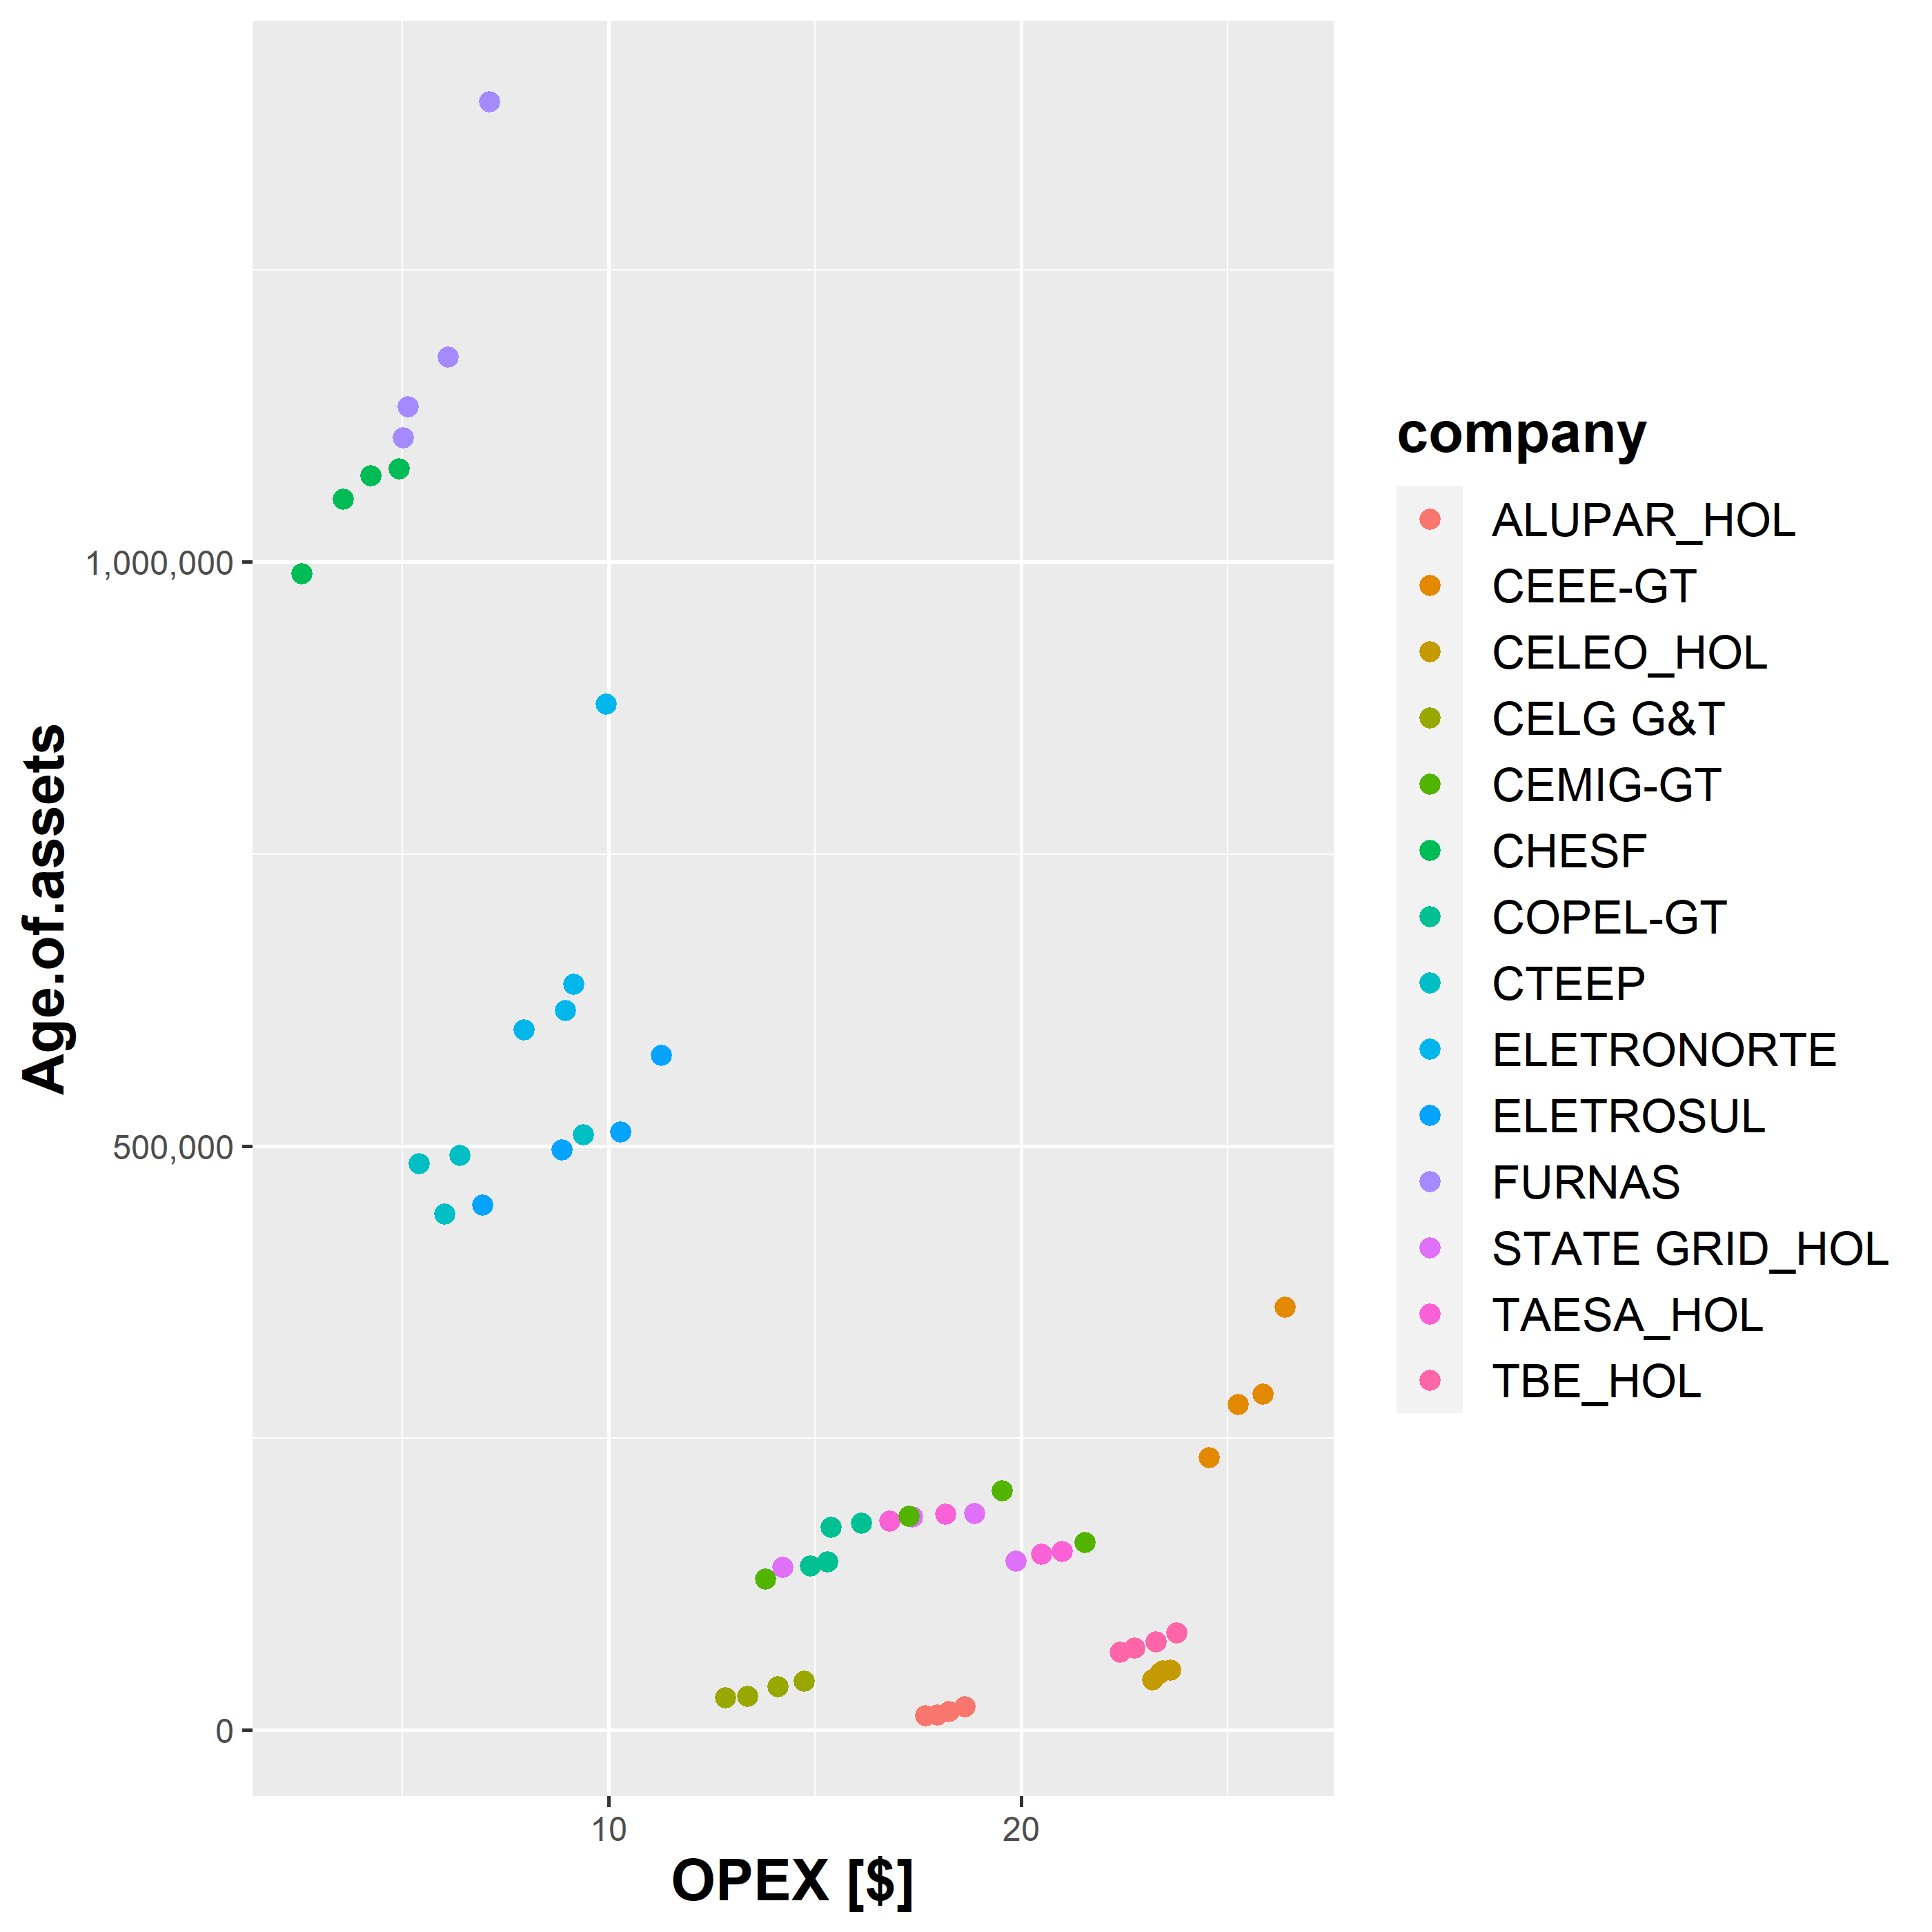 Age.of.assets
1,000,000
500,000
0
10
20
OPEX [$]
company
ALUPAR_HOL
CEEE-GT
CELEO_HOL
CELG G&T
CEMIG-GT
CHESF
COPEL-GT
CTEEP
ELETRONORTE
ELETROSUL
FURNAS
STATE GRID_HOL
TAESA_HOL
TBE_HOL